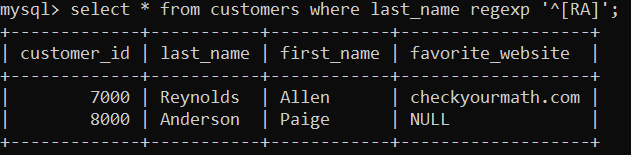 mysql> select * from customers where last_name regexp '^[RA]';
+-------------+-----------+------------+-------------------+
| customer_id | last_name | first_name | favorite_website  |
+-------------+-----------+------------+-------------------+
|        7000 | Reynolds  | Allen      | checkyourmath.com |
|        8000 | Anderson  | Paige      | NULL              |
+-------------+-----------+------------+-------------------+